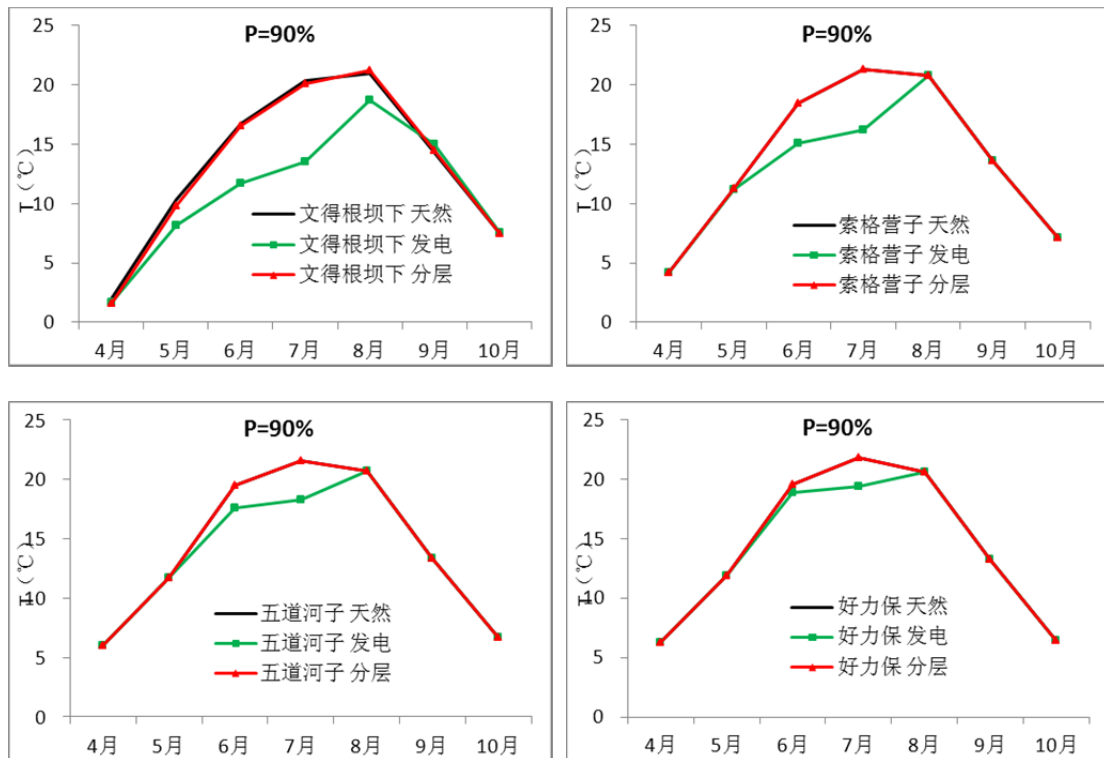 P=90%
25
20
15
10
5
0
T（℃）
文得根坝下 天然
文得根坝下 发电
文得根坝下 分层
4月 5月 6月 7月 8月 9月 10月
P=90%
25
20
15
10
5
0
T（℃）
索格营子 天然
索格营子 发电
索格营子 分层
4月 5月 6月 7月 8月 9月 10月
P=90%
25
20
15
10
5
0
T（℃）
五道河子 天然
五道河子 发电
五道河子 分层
4月 5月 6月 7月 8月 9月 10月
P=90%
25
20
15
10
5
0
T（℃）
好力保 天然
好力保 发电
好力保 分层
4月 5月 6月 7月 8月 9月 10月